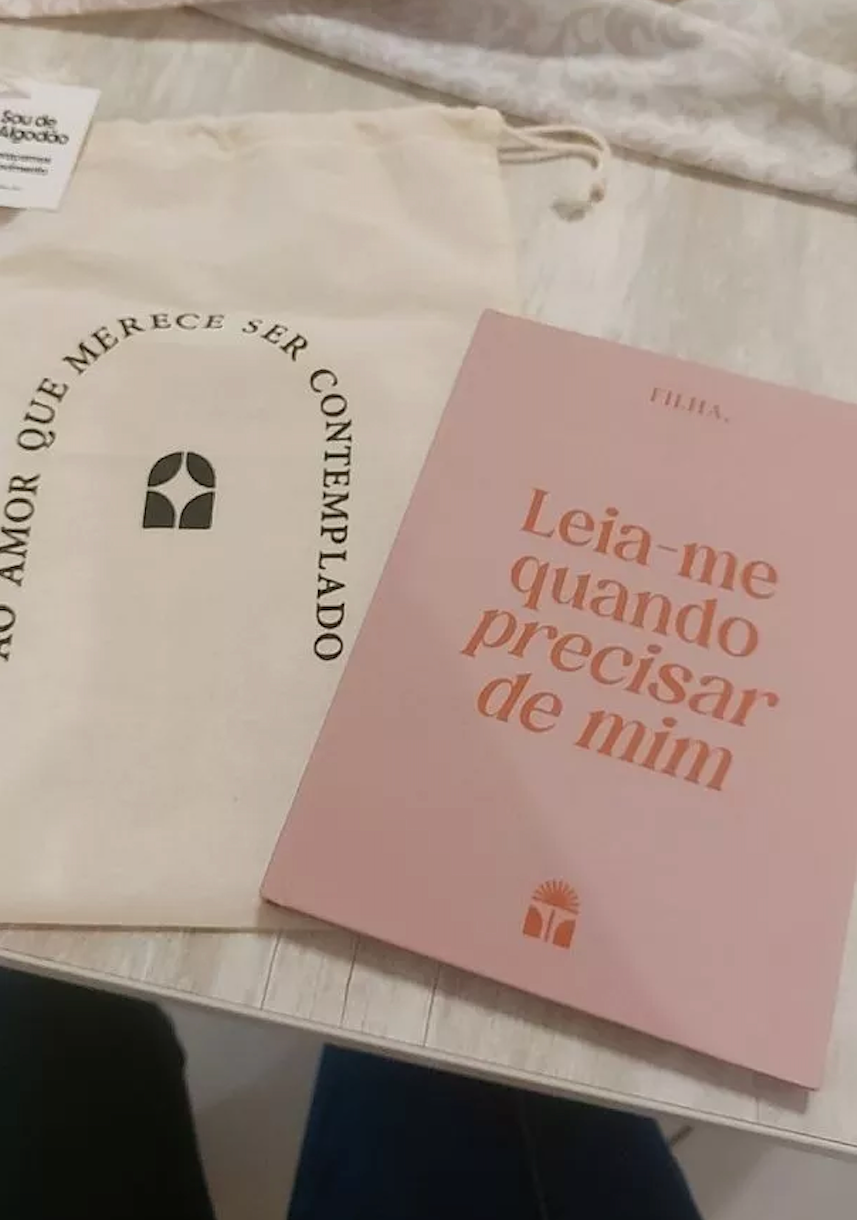 Sou de
Algodão
AO AMOR QUE MERECE SER CONTEMPLADO
FILHA,
Leia-me
quando
precisar
de mim